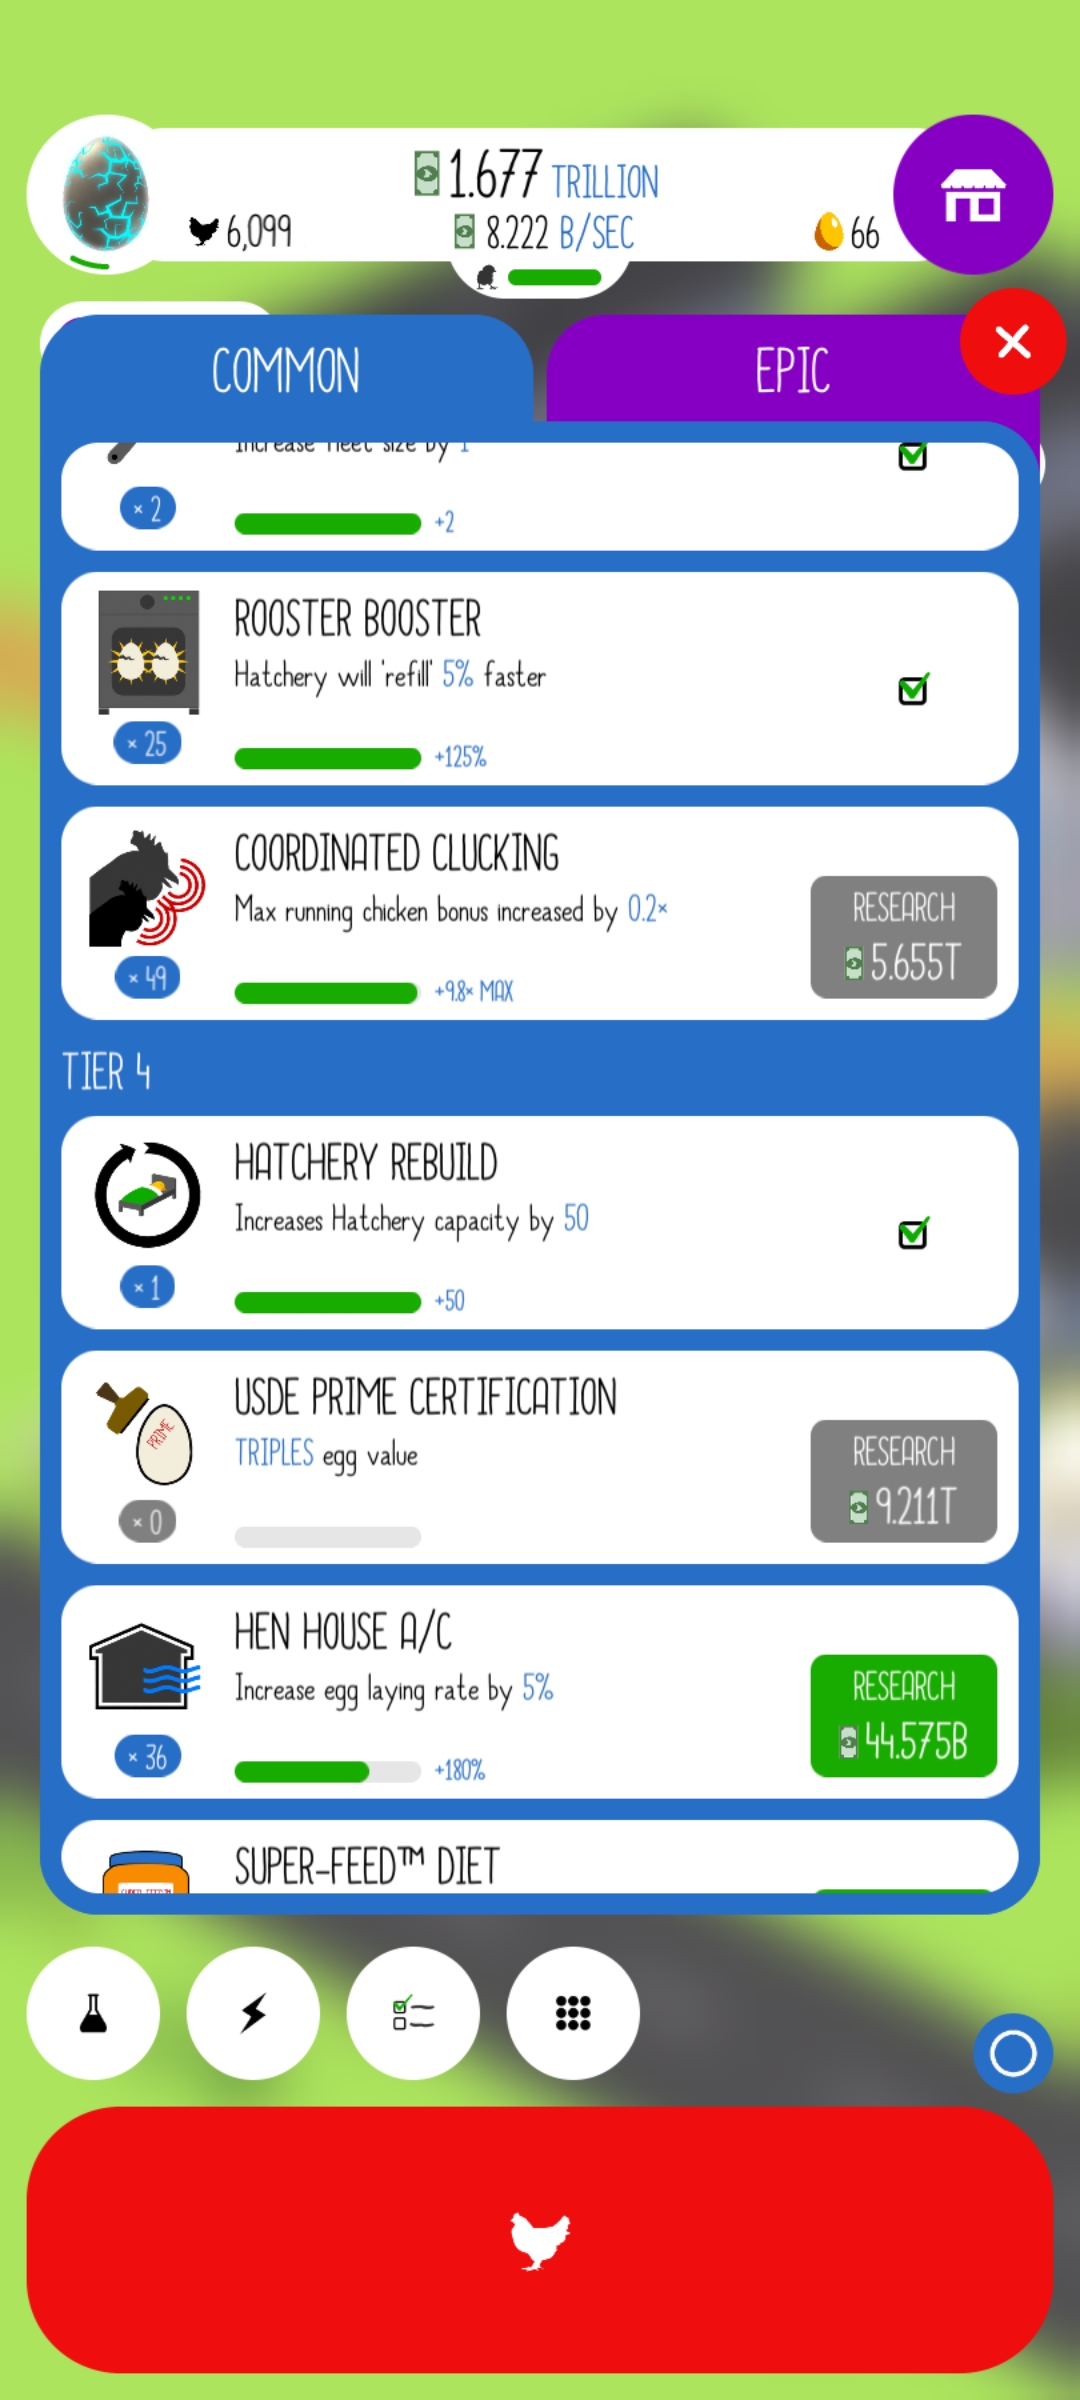 1.677 TRILLION
6,099
8.222 B/SEC
66
COMMON
EPIC
Increase fleet size by 1
× 2
+2
ROOSTER BOOSTER
Hatchery will 'refill' 5% faster
× 25
+125%
COORDINATED CLUCKING
Max running chicken bonus increased by 0.2×
RESEARCH
5.655T
× 49
+9.8× MAX
TIER 4
HATCHERY REBUILD
Increases Hatchery capacity by 50
× 1
+50
USDE PRIME CERTIFICATION
TRIPLES egg value
PRIME
RESEARCH
9.211T
× 0
HEN HOUSE A/C
Increase egg laying rate by 5%
RESEARCH
44.575B
× 36
+180%
SUPER-FEED™ DIET